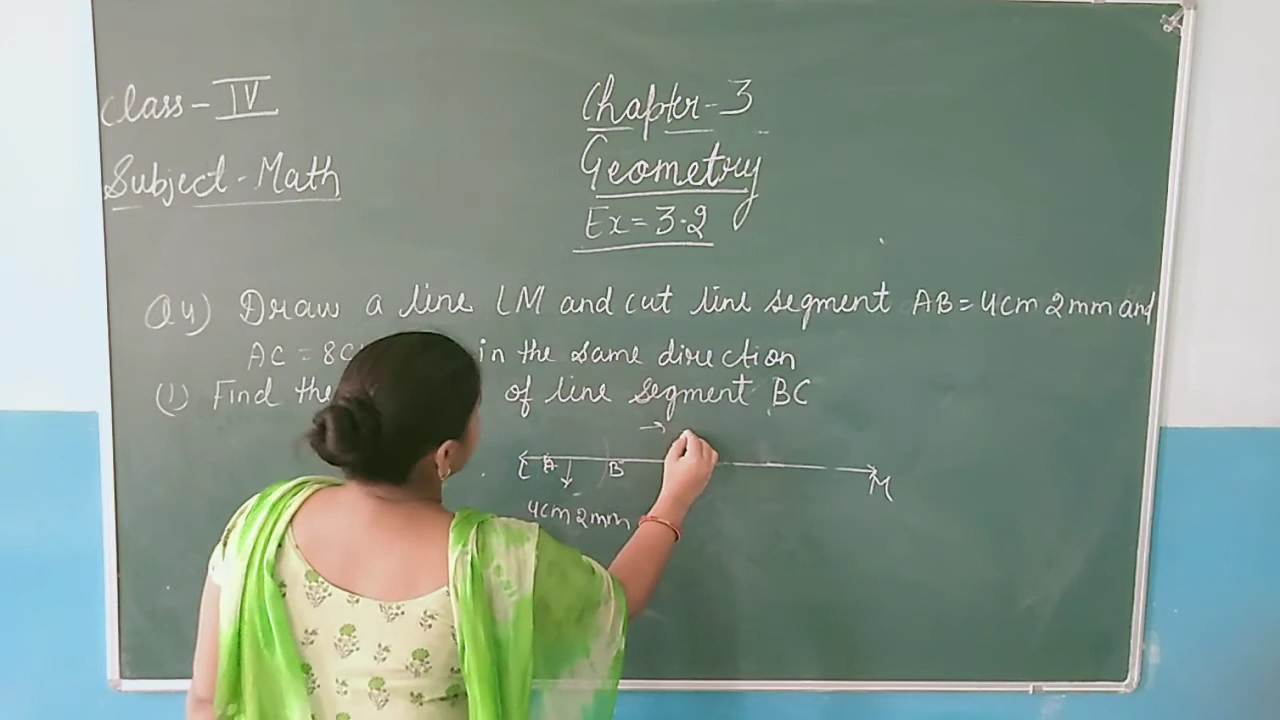 Class - IV
Subject - Math
Chapter - 3
Geometry
Ex = 3.2
Q4) Draw a line LM and cut line segment AB = 4cm 2mm and
AC = 8c in the same direction
(1) Find the of line segment BC
L A B M
4cm 2mm